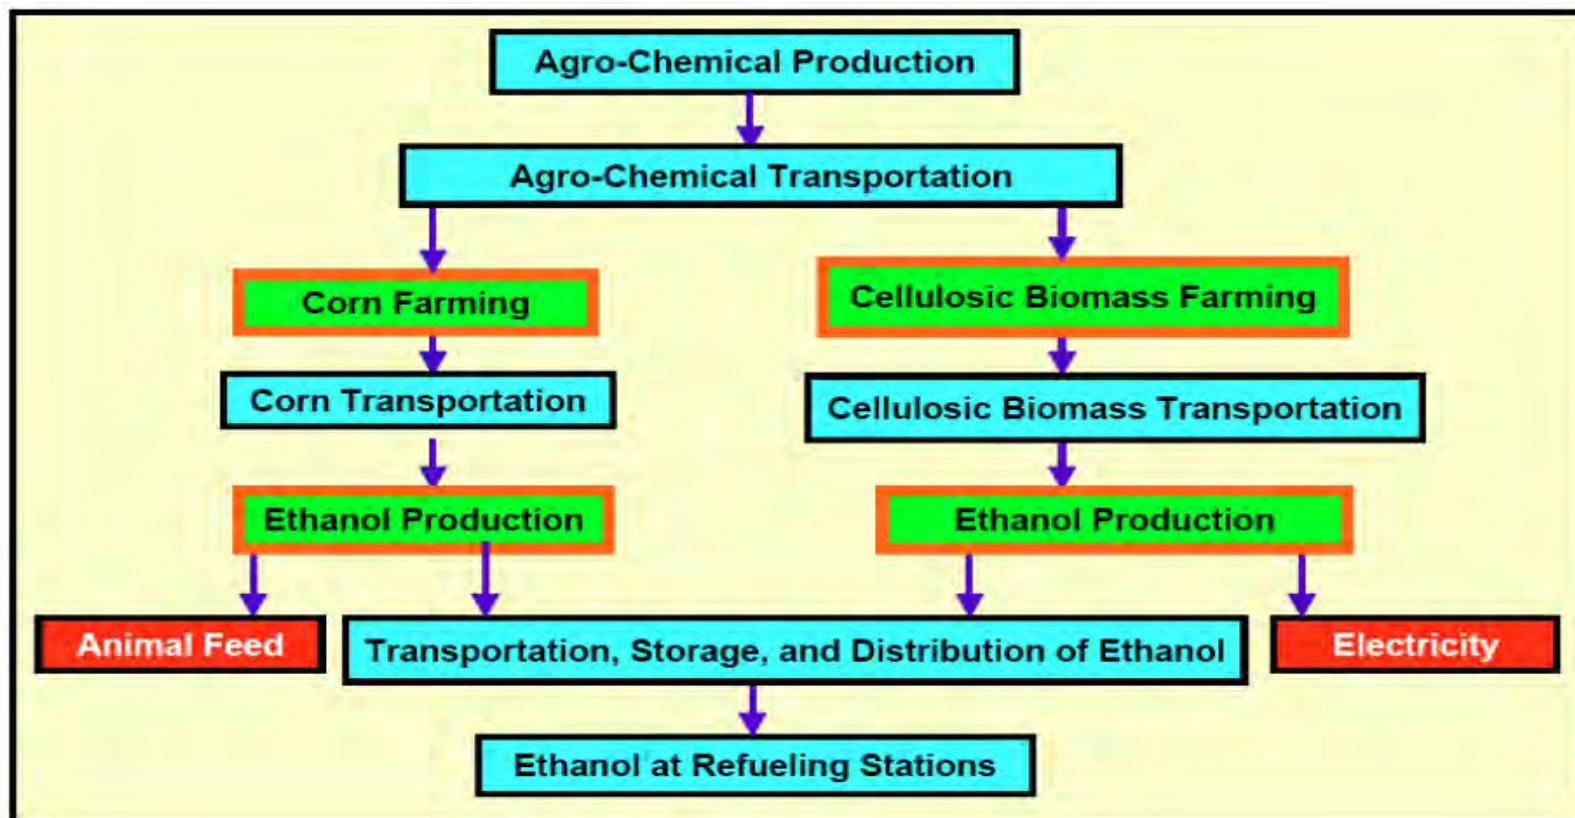 Agro-Chemical Production
Agro-Chemical Transportation
Corn Farming
Cellulosic Biomass Farming
Corn Transportation
Cellulosic Biomass Transportation
Ethanol Production
Ethanol Production
Animal Feed
Transportation, Storage, and Distribution of Ethanol
Electricity
Ethanol at Refueling Stations